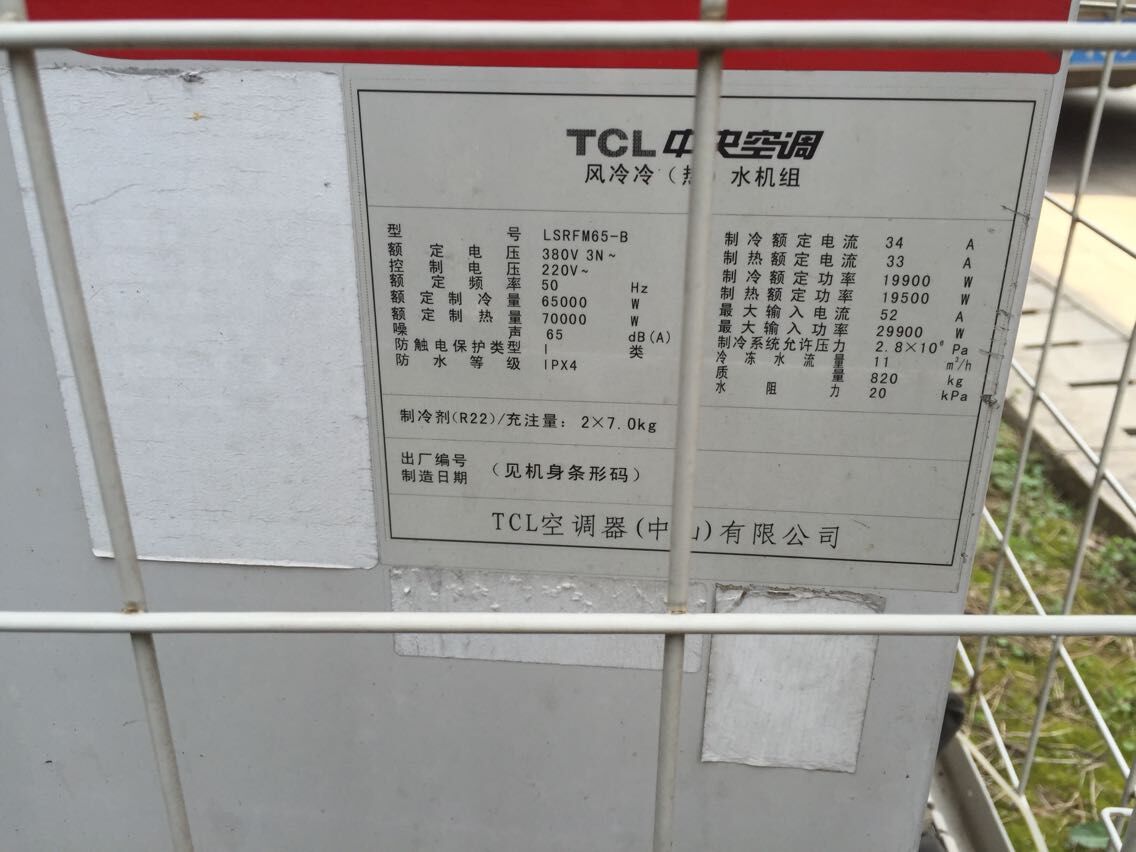 TCL中央空调
风冷冷（热）水机组
型号 LSRFM65-B
额定电压 380V 3N~
控制电压 220V~
额定频率 50 Hz
额定制冷量 65000 W
额定制热量 70000 W
噪声 65 dB(A)
防触电保护类型 I 类
防水等级 IPX4
制冷额定电流 34 A
制热额定电流 33 A
制冷额定功率 19900 W
制热额定功率 19500 W
最大输入电流 52 A
最大输入功率 29900 W
制冷系统允许压力 2.8×10⁶ Pa
冷冻水流量 11 m³/h
质量 820 kg
水阻力 20 kPa
制冷剂(R22)/充注量：2×7.0kg
出厂编号
制造日期
（见机身条形码）
TCL空调器(中山)有限公司